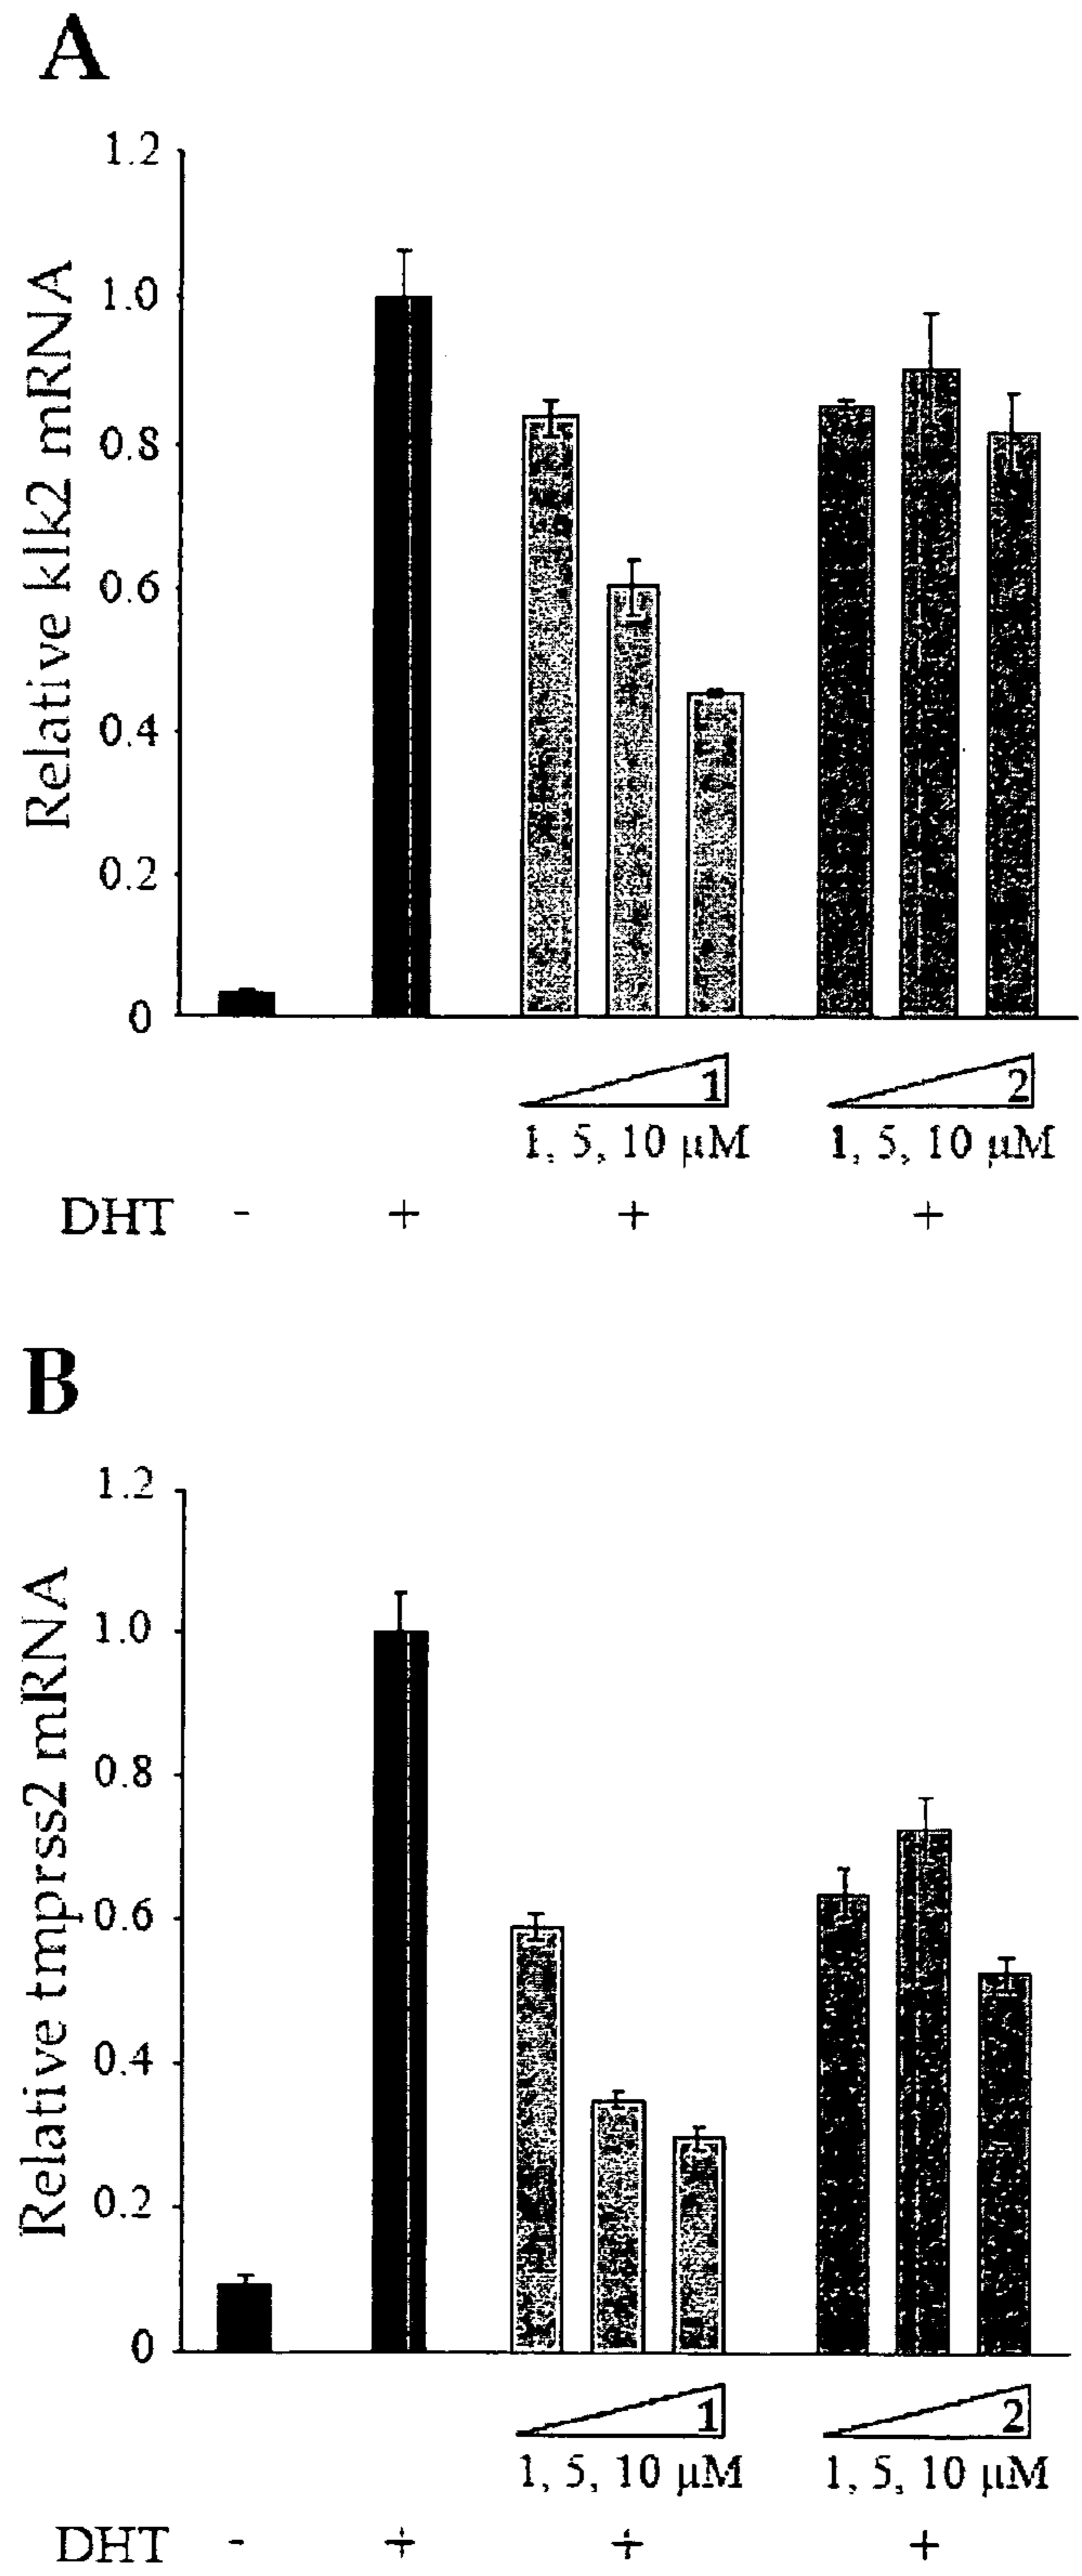 A
Relative klk2 mRNA
1.2
1.0
0.8
0.6
0.4
0.2
0
1 2
1, 5, 10 μM 1, 5, 10 μM
DHT - + + +
B
Relative tmprss2 mRNA
1.2
1.0
0.8
0.6
0.4
0.2
0
1 2
1, 5, 10 μM 1, 5, 10 μM
DHT - + + +